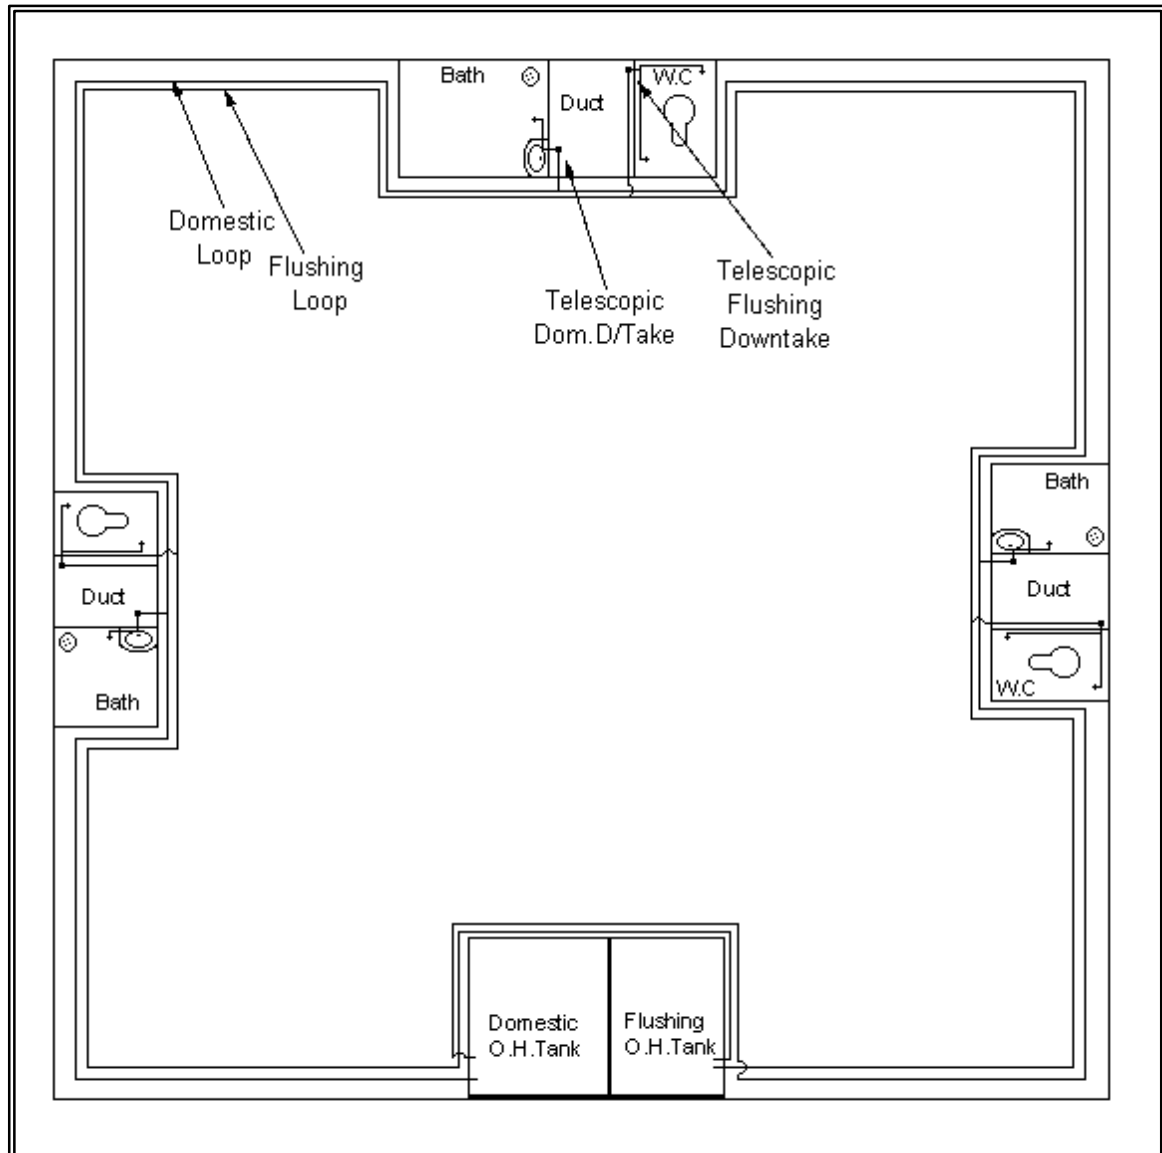 Bath
W.C
Duct
Domestic
Loop
Flushing
Loop
Telescopic
Dom.D/Take
Telescopic
Flushing
Downtake
Bath
Duct
W.C
Duct
Bath
Domestic
O.H.Tank
Flushing
O.H.Tank